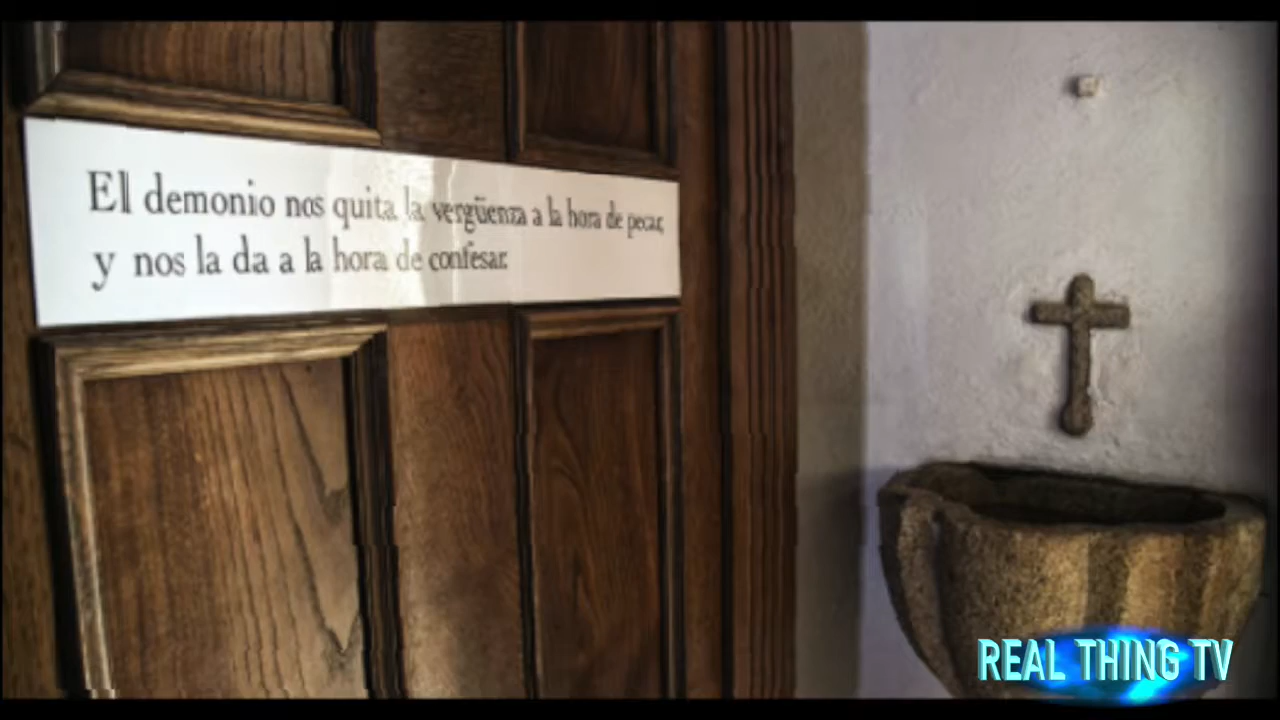 El demonio nos quita la vergüenza a la hora de pecar,
y nos la da a la hora de confesar.
REAL THING TV